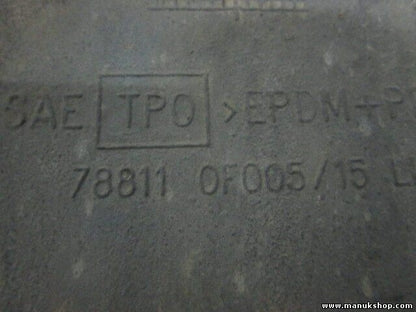 SAE TPO >EPDM+P
78811 0F005/15 L
www.manukshop.com